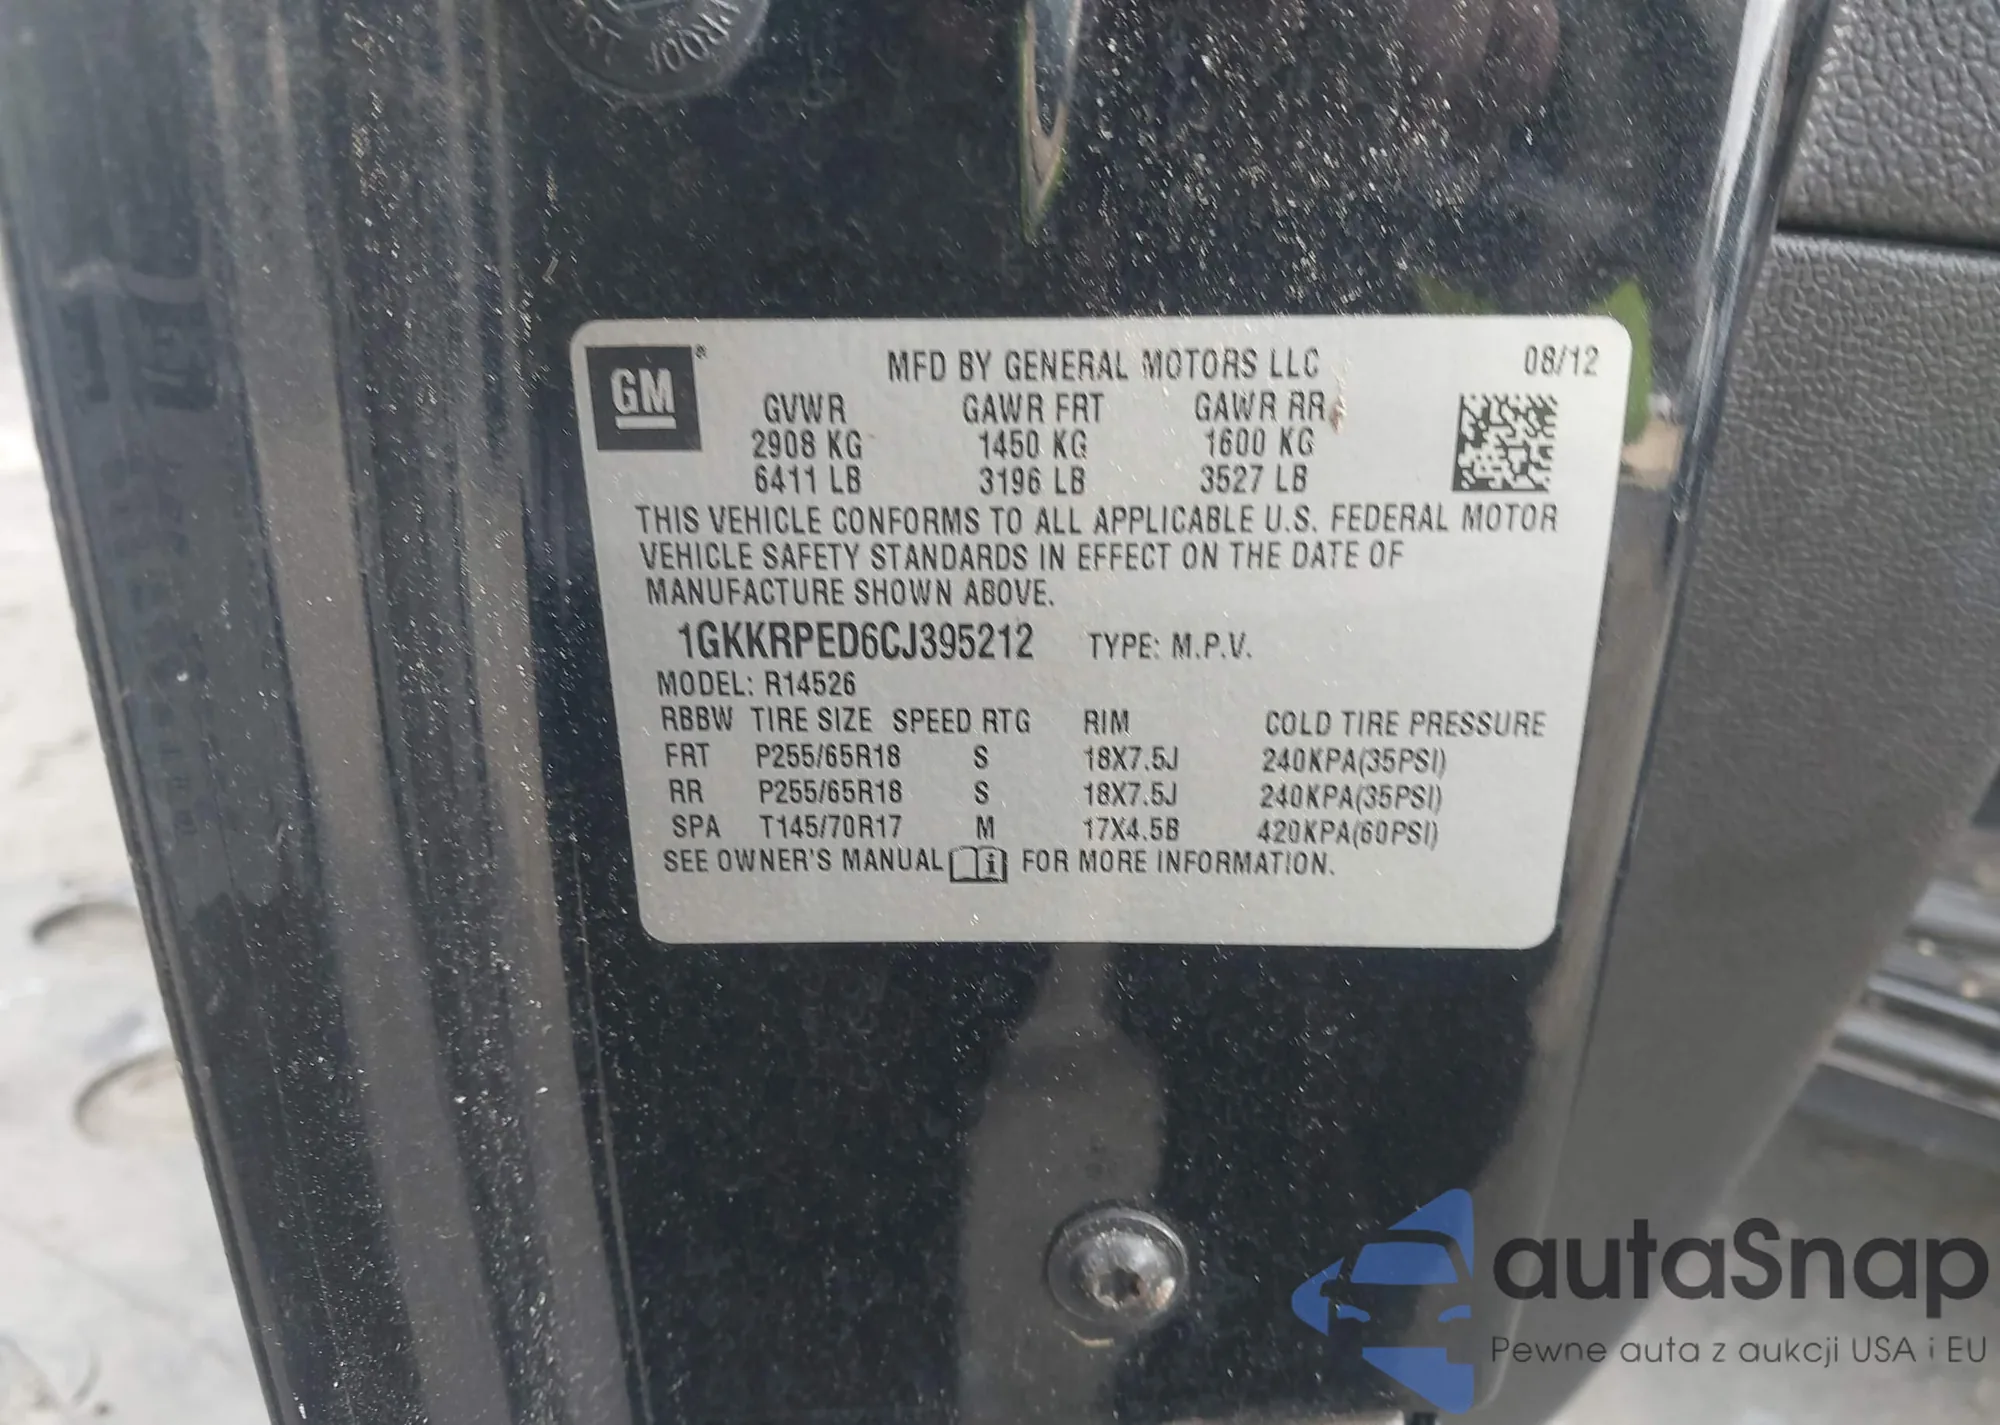 GM
MFD BY GENERAL MOTORS LLC 08/12
GVWR GAWR FRT GAWR RR
2908 KG 1450 KG 1600 KG
6411 LB 3196 LB 3527 LB
THIS VEHICLE CONFORMS TO ALL APPLICABLE U.S. FEDERAL MOTOR
VEHICLE SAFETY STANDARDS IN EFFECT ON THE DATE OF
MANUFACTURE SHOWN ABOVE.
1GKKRPED6CJ395212 TYPE: M.P.V.
MODEL: R14526
RBBW TIRE SIZE SPEED RTG RIM COLD TIRE PRESSURE
FRT P255/65R18 S 18X7.5J 240KPA(35PSI)
RR P255/65R18 S 18X7.5J 240KPA(35PSI)
SPA T145/70R17 M 17X4.5B 420KPA(60PSI)
SEE OWNER'S MANUAL FOR MORE INFORMATION.
autaSnap
Pewne auta z aukcji USA i EU